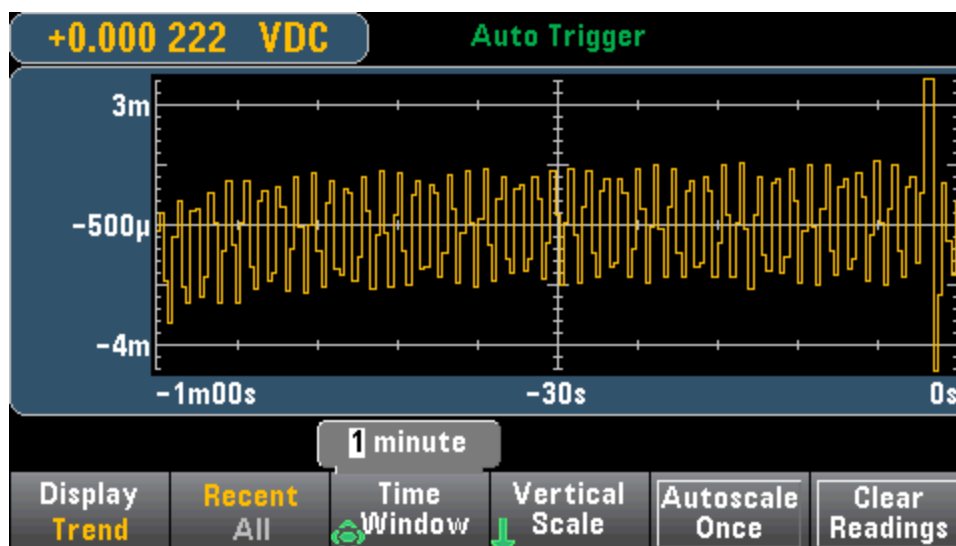 +0.000 222 VDC
Auto Trigger
3m
-500µ
-4m
-1m00s
-30s
0s
1 minute
Display
Trend
Recent
All
Time
Window
Vertical
Scale
Autoscale
Once
Clear
Readings